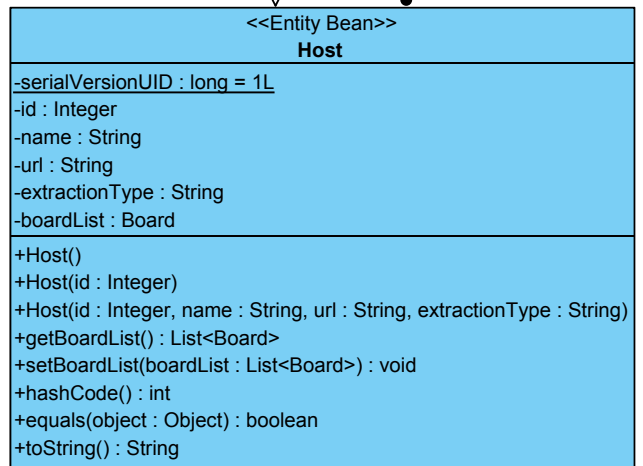 <<Entity Bean>>
Host
-serialVersionUID : long = 1L
-id : Integer
-name : String
-url : String
-extractionType : String
-boardList : Board
+Host()
+Host(id : Integer)
+Host(id : Integer, name : String, url : String, extractionType : String)
+getBoardList() : List<Board>
+setBoardList(boardList : List<Board>) : void
+hashCode() : int
+equals(object : Object) : boolean
+toString() : String